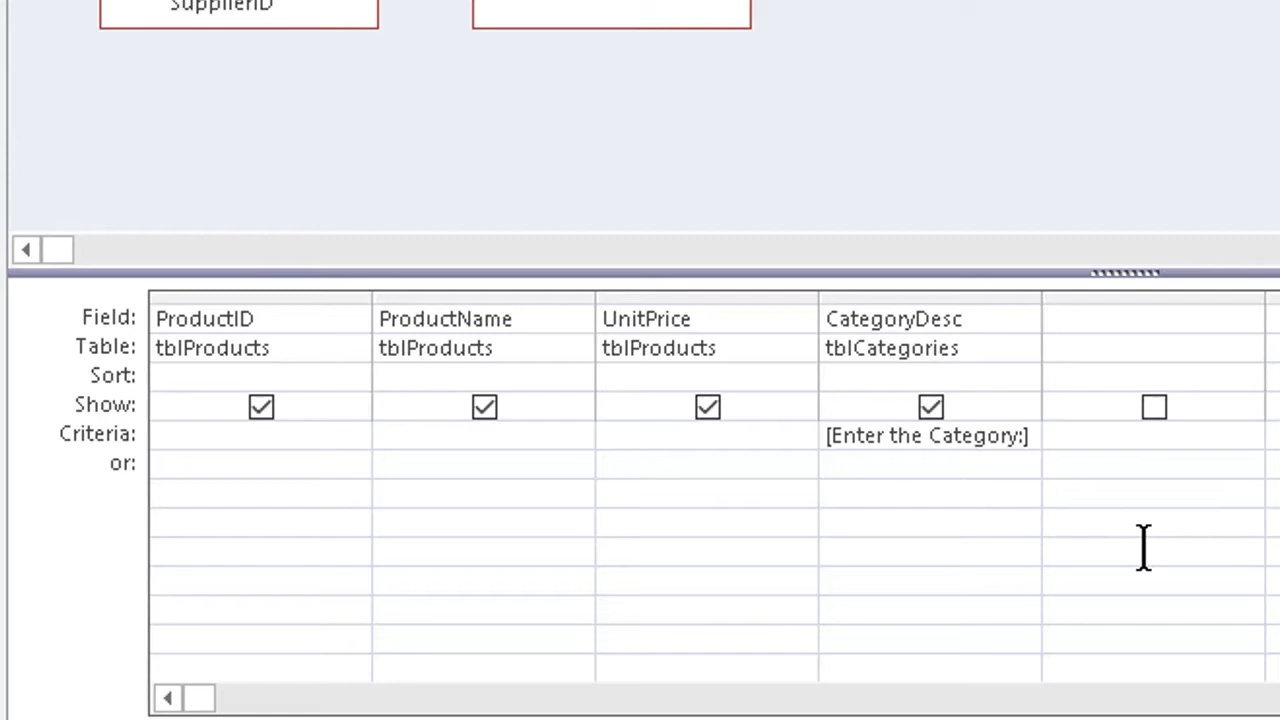 SupplierID
Field: ProductID ProductName UnitPrice CategoryDesc
Table: tblProducts tblProducts tblProducts tblCategories
Sort:
Show:
Criteria: [Enter the Category:]
or: